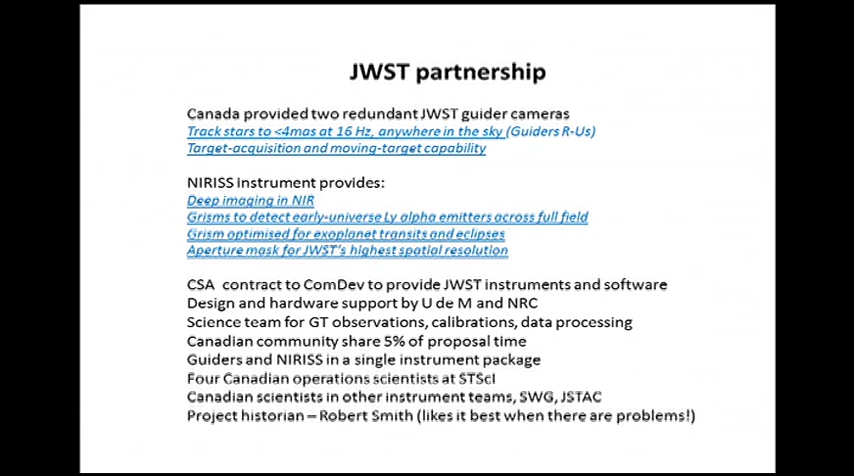 JWST partnership
Canada provided two redundant JWST guider cameras
Track stars to <4mas at 16 Hz, anywhere in the sky (Guiders R-Us)
Target-acquisition and moving-target capability
NIRISS Instrument provides:
Deep imaging in NIR
Grisms to detect early-universe Ly alpha emitters across full field
Grism optimised for exoplanet transits and eclipses
Aperture mask for JWST's highest spatial resolution
CSA contract to ComDev to provide JWST instruments and software
Design and hardware support by U de M and NRC
Science team for GT observations, calibrations, data processing
Canadian community share 5% of proposal time
Guiders and NIRISS in a single instrument package
Four Canadian operations scientists at STScI
Canadian scientists in other instrument teams, SWG, JSTAC
Project historian – Robert Smith (likes it best when there are problems!)